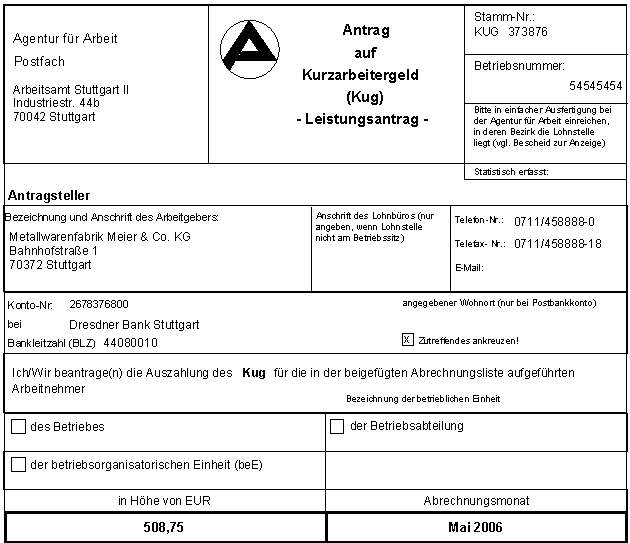 Agentur für Arbeit
Postfach
Arbeitsamt Stuttgart II
Industriestr. 44b
70042 Stuttgart
Antrag
auf
Kurzarbeitergeld
(Kug)
- Leistungsantrag -
Stamm-Nr.:
KUG 373876
Betriebsnummer:
54545454
Bitte in einfacher Ausfertigung bei
der Agentur für Arbeit einreichen,
in deren Bezirk die Lohnstelle
liegt (vgl. Bescheid zur Anzeige)
Statistisch erfasst:
Antragsteller
Bezeichnung und Anschrift des Arbeitgebers:
Metallwarenfabrik Meier & Co. KG
Bahnhofstraße 1
70372 Stuttgart
Anschrift des Lohnbüros (nur
angeben, wenn Lohnstelle
nicht am Betriebssitz)
Telefon-Nr.: 0711/458888-0
Telefax- Nr.: 0711/458888-18
E-Mail:
Konto-Nr. 2678376800
angegebener Wohnort (nur bei Postbankkonto)
bei Dresdner Bank Stuttgart
Bankleitzahl (BLZ) 44080010
X Zutreffendes ankreuzen!
Ich/Wir beantrage(n) die Auszahlung des Kug für die in der beigefügten Abrechnungsliste aufgeführten
Arbeitnehmer
Bezeichnung der betrieblichen Einheit
des Betriebes
der Betriebsabteilung
der betriebsorganisatorischen Einheit (beE)
in Höhe von EUR
Abrechnungsmonat
508,75
Mai 2006